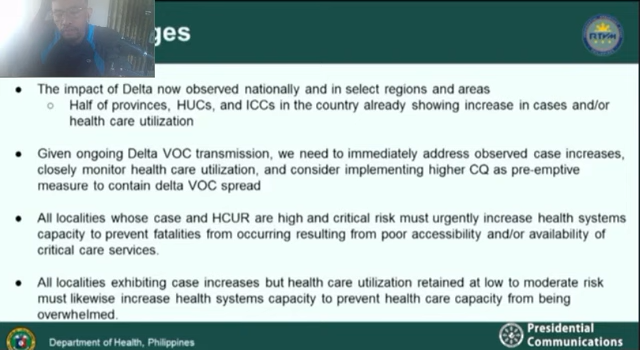 ges
● The impact of Delta now observed nationally and in select regions and areas
○ Half of provinces, HUCs, and ICCs in the country already showing increase in cases and/or
health care utilization
● Given ongoing Delta VOC transmission, we need to immediately address observed case increases,
closely monitor health care utilization, and consider implementing higher CQ as pre-emptive
measure to contain delta VOC spread
● All localities whose case and HCUR are high and critical risk must urgently increase health systems
capacity to prevent fatalities from occurring resulting from poor accessibility and/or availability of
critical care services.
● All localities exhibiting case increases but health care utilization retained at low to moderate risk
must likewise increase health systems capacity to prevent health care capacity from being
overwhelmed.
Department of Health, Philippines
Presidential
Communications